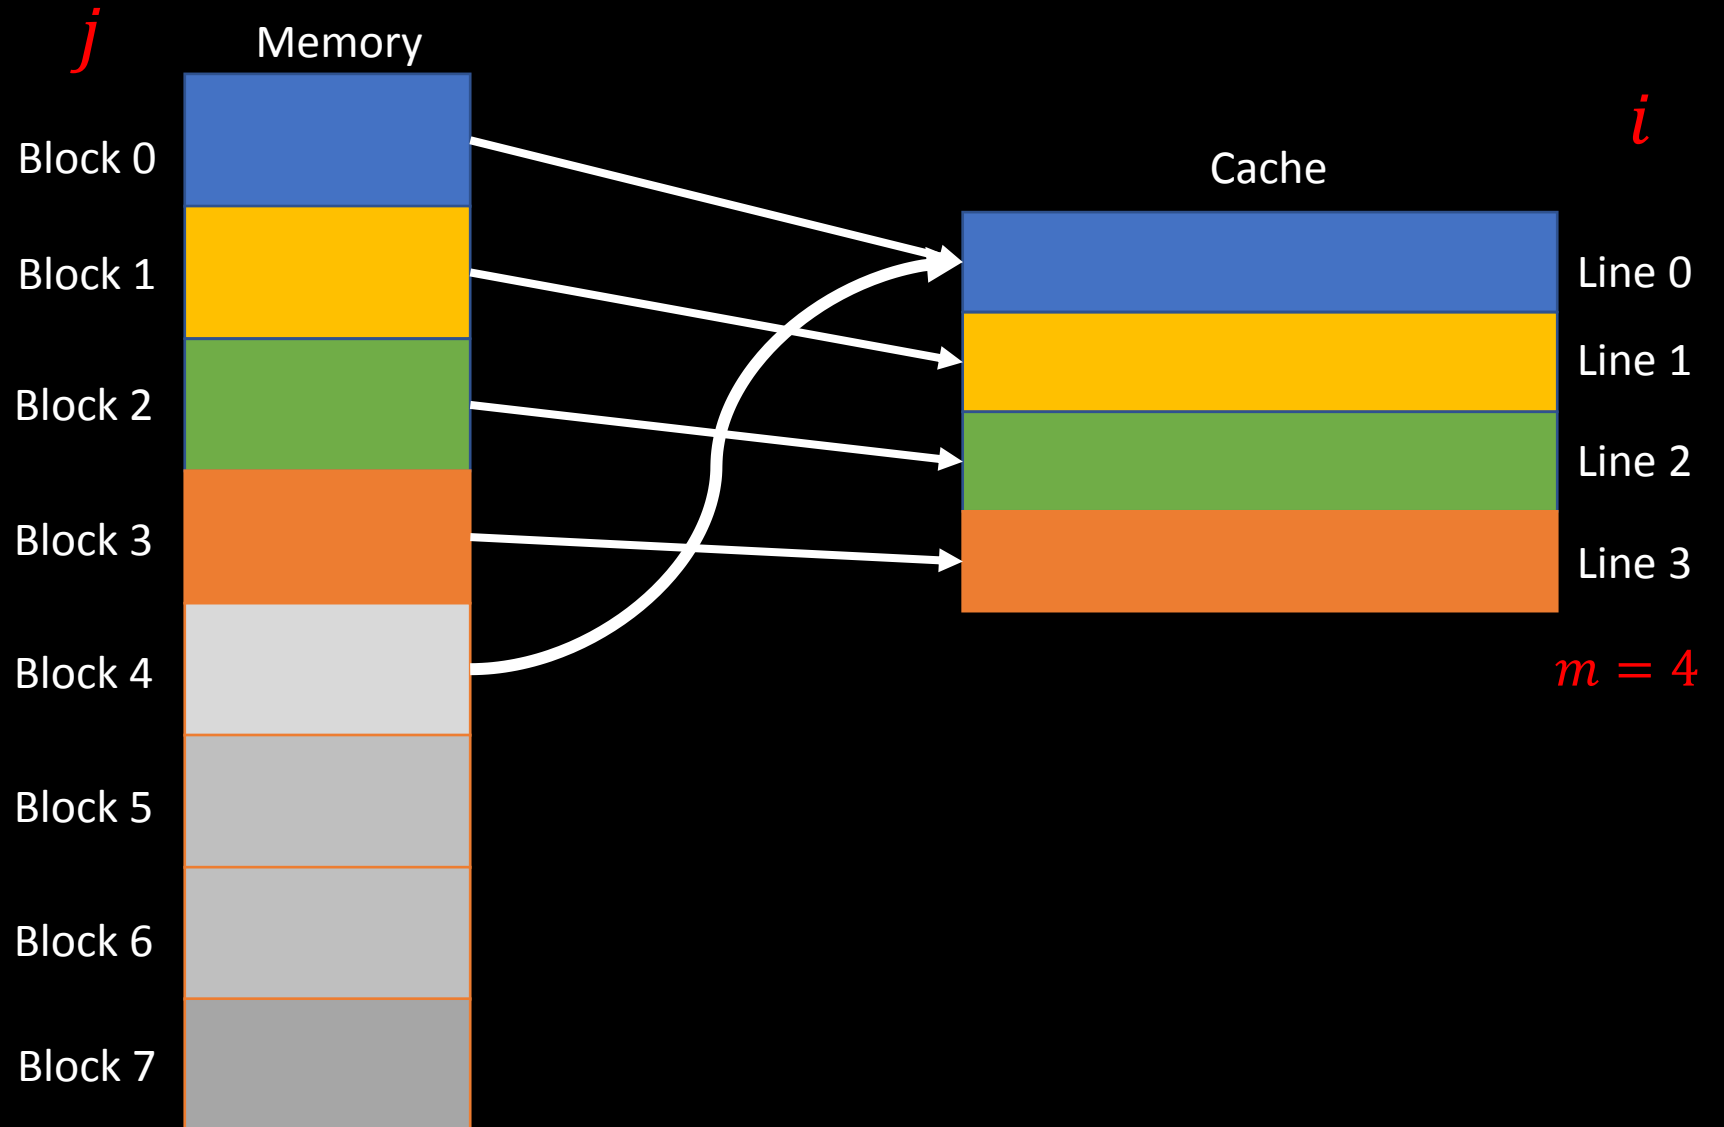 j
Memory
Block 0
Block 1
Block 2
Block 3
Block 4
Block 5
Block 6
Block 7
i
Cache
Line 0
Line 1
Line 2
Line 3
m = 4